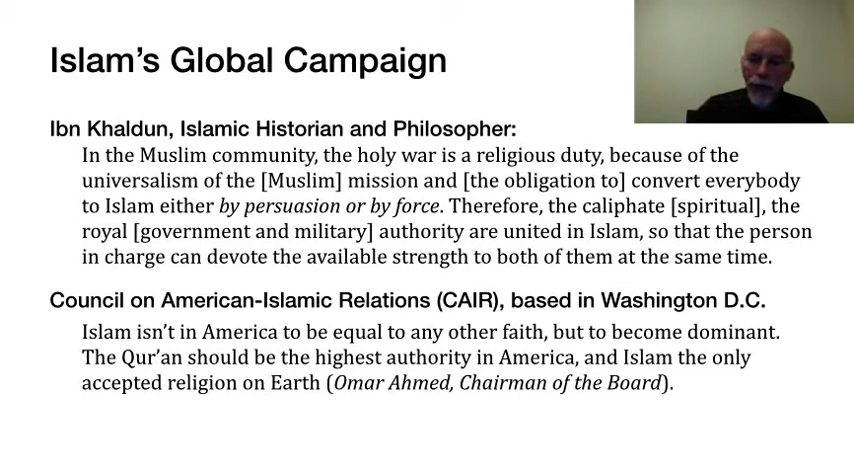 Islam’s Global Campaign
Ibn Khaldun, Islamic Historian and Philosopher:
In the Muslim community, the holy war is a religious duty, because of the
universalism of the [Muslim] mission and [the obligation to] convert everybody
to Islam either by persuasion or by force. Therefore, the caliphate [spiritual], the
royal [government and military] authority are united in Islam, so that the person
in charge can devote the available strength to both of them at the same time.
Council on American-Islamic Relations (CAIR), based in Washington D.C.
Islam isn’t in America to be equal to any other faith, but to become dominant.
The Qur’an should be the highest authority in America, and Islam the only
accepted religion on Earth (Omar Ahmed, Chairman of the Board).